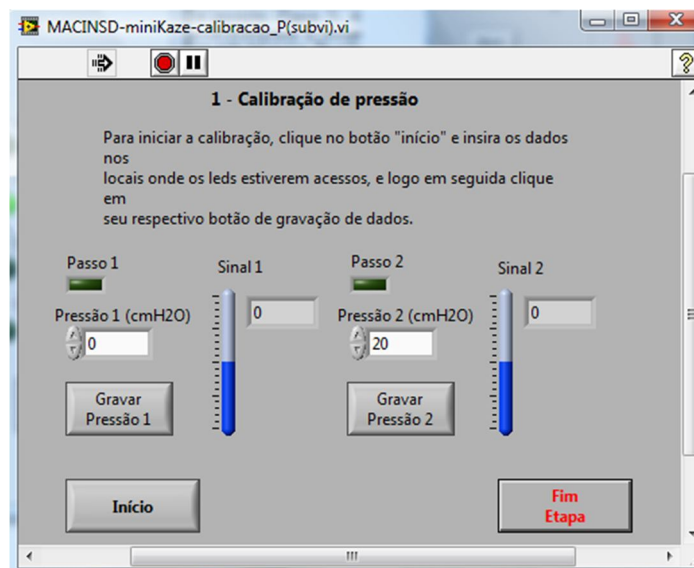 MACINSD-miniKaze-calibracao_P(subvi).vi
1 - Calibração de pressão
Para iniciar a calibração, clique no botão "início" e insira os dados
nos
locais onde os leds estiverem acessos, e logo em seguida clique
em
seu respectivo botão de gravação de dados.
Passo 1
Sinal 1
Passo 2
Sinal 2
0
0
Pressão 1 (cmH2O)
Pressão 2 (cmH2O)
0
20
Gravar
Pressão 1
Gravar
Pressão 2
Início
Fim
Etapa